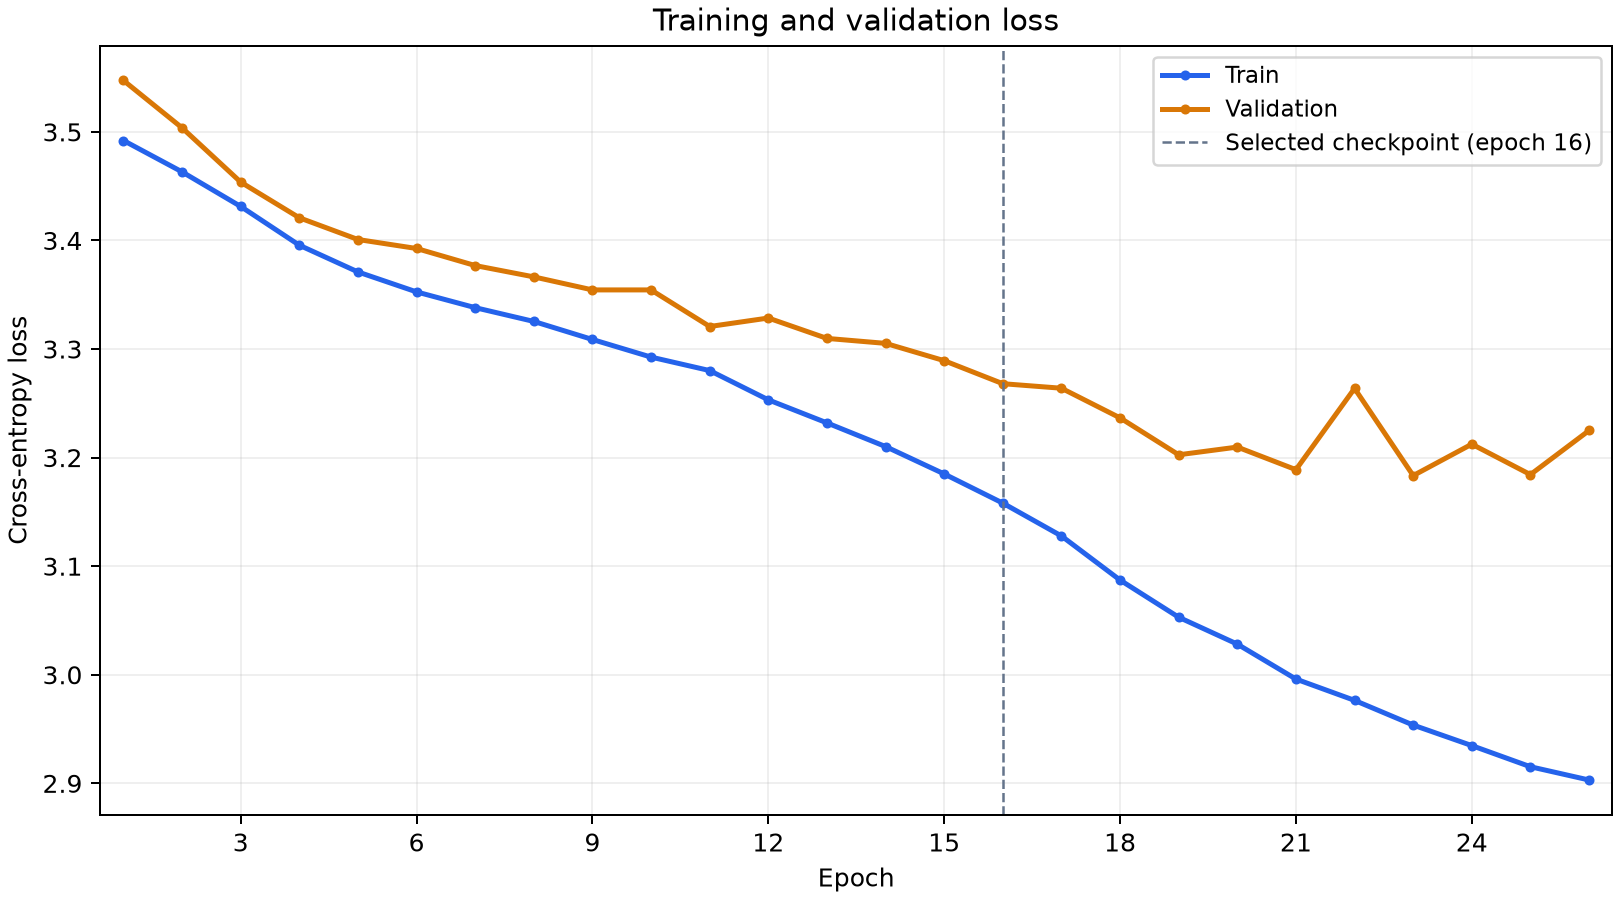 Training and validation loss
Train
Validation
Selected checkpoint (epoch 16)
Cross-entropy loss
3.5
3.4
3.3
3.2
3.1
3.0
2.9
3 6 9 12 15 18 21 24
Epoch